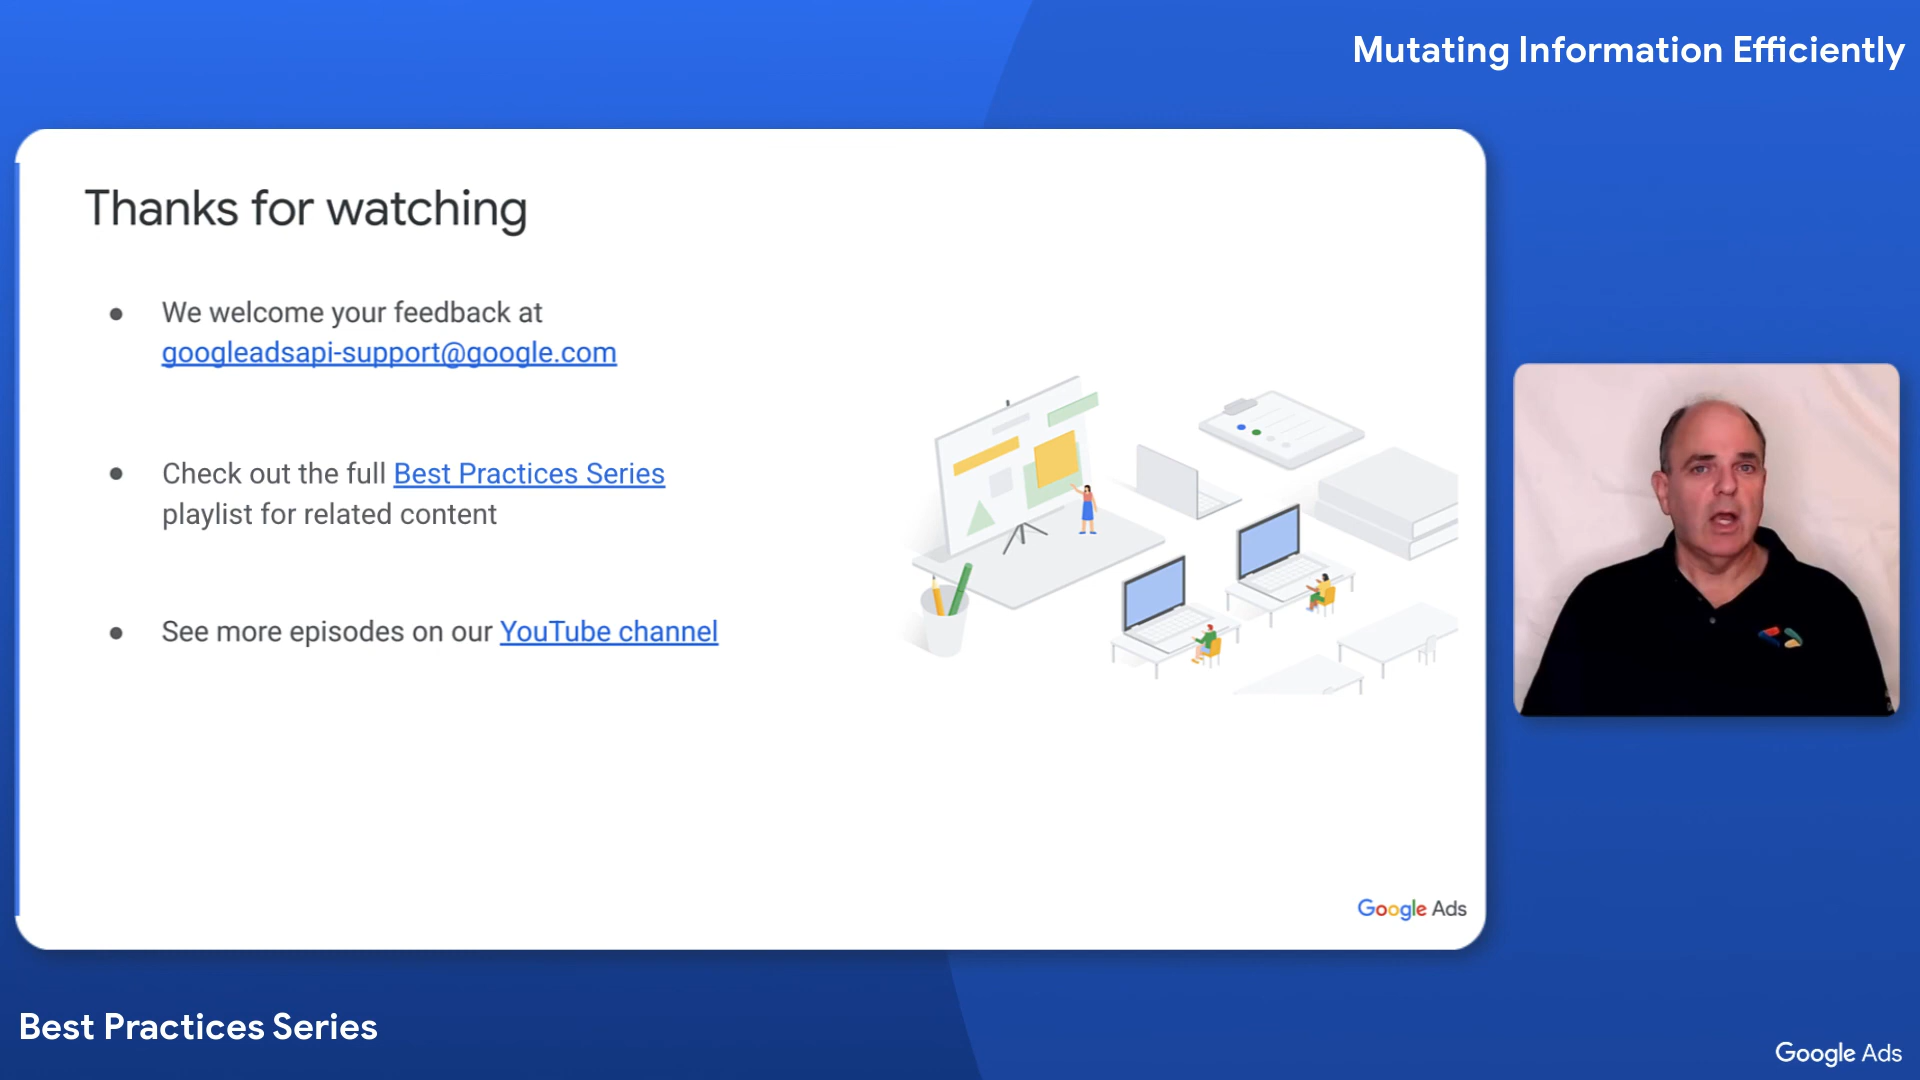 Mutating Information Efficiently
Thanks for watching
● We welcome your feedback at
googleadsapi-support@google.com
● Check out the full Best Practices Series
playlist for related content
● See more episodes on our YouTube channel
Google Ads
Best Practices Series
Google Ads